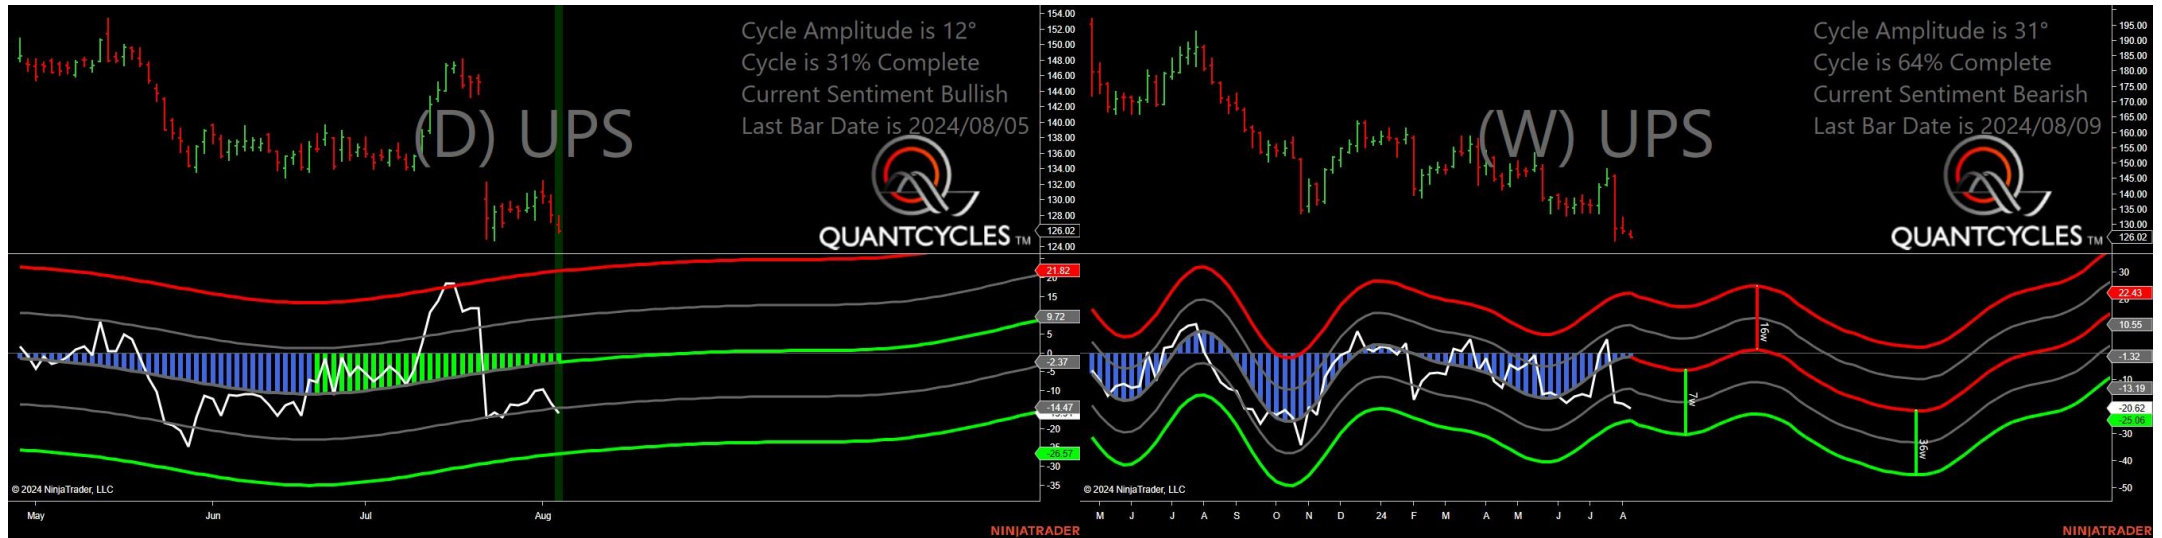 Cycle Amplitude is 12°
Cycle is 31% Complete
Current Sentiment Bullish
Last Bar Date is 2024/08/05
(D) UPS
QUANTCYCLES TM
154.00
152.00
150.00
148.00
146.00
144.00
142.00
140.00
138.00
136.00
134.00
132.00
130.00
128.00
126.02
124.00
21.82
20
15
9.72
5
0
-2.37
-5
-10
-14.47
-20
-26.57
-30
-35
© 2024 NinjaTrader, LLC
May Jun Jul Aug
NINJATRADER
Cycle Amplitude is 31°
Cycle is 64% Complete
Current Sentiment Bearish
Last Bar Date is 2024/08/09
(W) UPS
QUANTCYCLES TM
195.00
190.00
185.00
180.00
175.00
170.00
165.00
160.00
155.00
150.00
145.00
140.00
135.00
130.00
126.02
30
22.43
20
10.55
-1.32
-10
-13.19
-20.62
-25.06
-30
-40
-50
16w
7w
36w
© 2024 NinjaTrader, LLC
M J J A S O N D 24 F M A M J J A
NINJATRADER